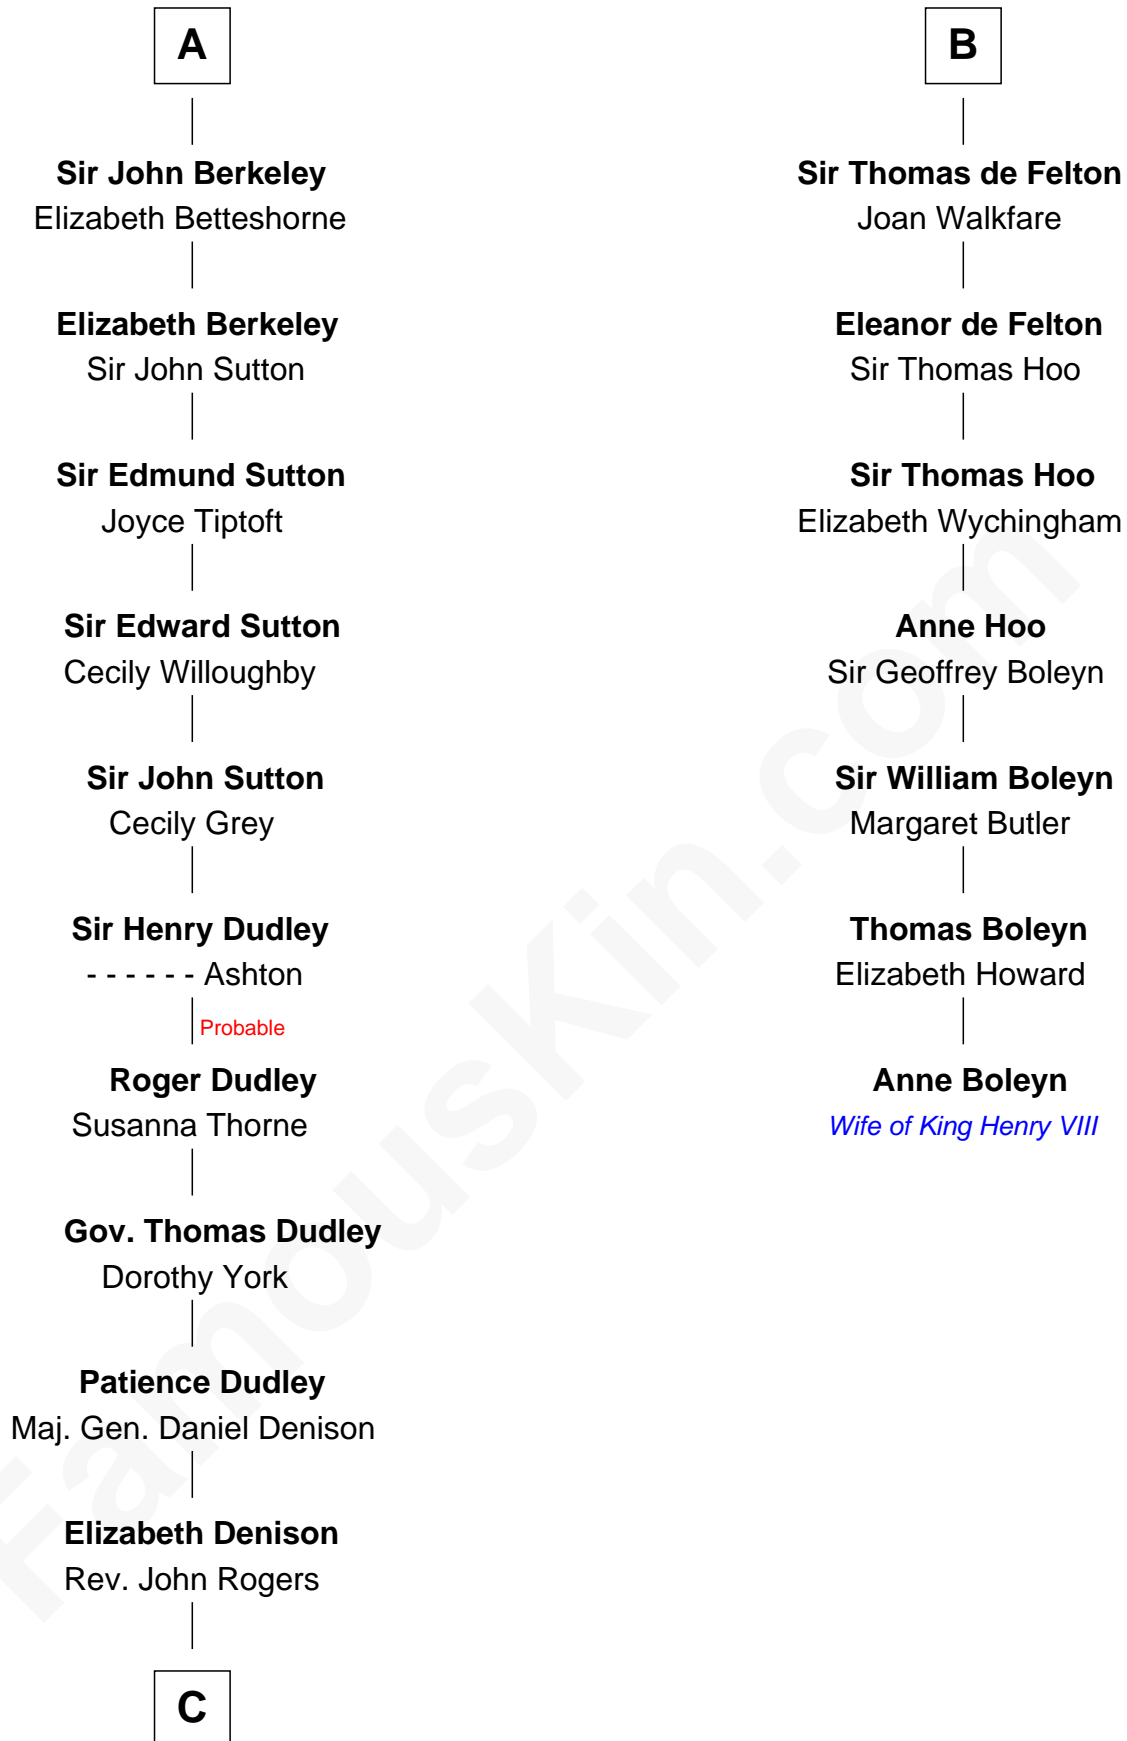 A
Sir John Berkeley
Elizabeth Betteshorne
Elizabeth Berkeley
Sir John Sutton
Sir Edmund Sutton
Joyce Tiptoft
Sir Edward Sutton
Cecily Willoughby
Sir John Sutton
Cecily Grey
Sir Henry Dudley
- - - - - - Ashton
Probable
Roger Dudley
Susanna Thorne
Gov. Thomas Dudley
Dorothy York
Patience Dudley
Maj. Gen. Daniel Denison
Elizabeth Denison
Rev. John Rogers
C
B
Sir Thomas de Felton
Joan Walkfare
Eleanor de Felton
Sir Thomas Hoo
Sir Thomas Hoo
Elizabeth Wychingham
Anne Hoo
Sir Geoffrey Boleyn
Sir William Boleyn
Margaret Butler
Thomas Boleyn
Elizabeth Howard
Anne Boleyn
Wife of King Henry VIII
FamousKin.com